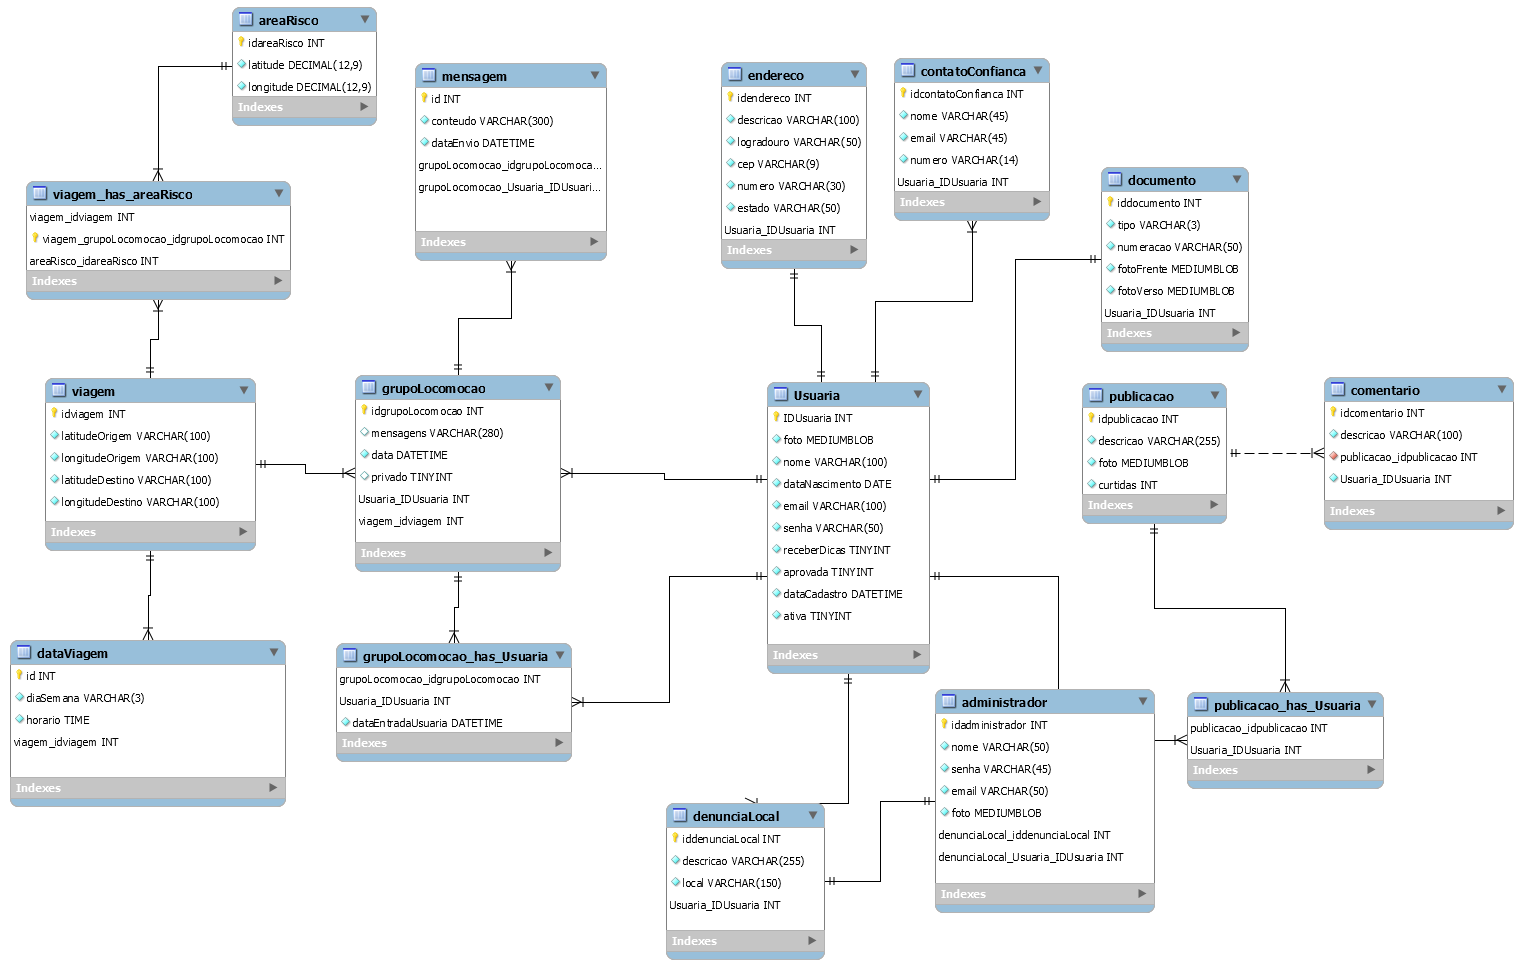 areaRisco
idareaRisco INT
latitude DECIMAL(12,9)
longitude DECIMAL(12,9)
Indexes
mensagem
id INT
conteudo VARCHAR(300)
dataEnvio DATETIME
grupoLocomocao_idgrupoLocomoca...
grupoLocomocao_Usuaria_IDUsuari...
Indexes
endereco
idendereco INT
descricao VARCHAR(100)
logradouro VARCHAR(50)
cep VARCHAR(9)
numero VARCHAR(30)
estado VARCHAR(50)
Usuaria_IDUsuaria INT
Indexes
contatoConfianca
idcontatoConfianca INT
nome VARCHAR(45)
email VARCHAR(45)
numero VARCHAR(14)
Usuaria_IDUsuaria INT
Indexes
documento
iddocumento INT
tipo VARCHAR(3)
numeracao VARCHAR(50)
fotoFrente MEDIUMBLOB
fotoVerso MEDIUMBLOB
Usuaria_IDUsuaria INT
Indexes
viagem_has_areaRisco
viagem_idviagem INT
viagem_grupoLocomocao_idgrupoLocomocao INT
areaRisco_idareaRisco INT
Indexes
viagem
idviagem INT
latitudeOrigem VARCHAR(100)
longitudeOrigem VARCHAR(100)
latitudeDestino VARCHAR(100)
longitudeDestino VARCHAR(100)
Indexes
grupoLocomocao
idgrupoLocomocao INT
mensagens VARCHAR(280)
data DATETIME
privado TINYINT
Usuaria_IDUsuaria INT
viagem_idviagem INT
Indexes
Usuaria
IDUsuaria INT
foto MEDIUMBLOB
nome VARCHAR(100)
dataNascimento DATE
email VARCHAR(100)
senha VARCHAR(50)
receberDicas TINYINT
aprovada TINYINT
dataCadastro DATETIME
ativa TINYINT
Indexes
publicacao
idpublicacao INT
descricao VARCHAR(255)
foto MEDIUMBLOB
curtidas INT
Indexes
comentario
idcomentario INT
descricao VARCHAR(100)
publicacao_idpublicacao INT
Usuaria_IDUsuaria INT
Indexes
dataViagem
id INT
diaSemana VARCHAR(3)
horario TIME
viagem_idviagem INT
Indexes
grupoLocomocao_has_Usuaria
grupoLocomocao_idgrupoLocomocao INT
Usuaria_IDUsuaria INT
dataEntradaUsuaria DATETIME
Indexes
administrador
idadministrador INT
nome VARCHAR(50)
senha VARCHAR(45)
email VARCHAR(50)
foto MEDIUMBLOB
denunciaLocal_iddenunciaLocal INT
denunciaLocal_Usuaria_IDUsuaria INT
Indexes
publicacao_has_Usuaria
publicacao_idpublicacao INT
Usuaria_IDUsuaria INT
Indexes
denunciaLocal
iddenunciaLocal INT
descricao VARCHAR(255)
local VARCHAR(150)
Usuaria_IDUsuaria INT
Indexes